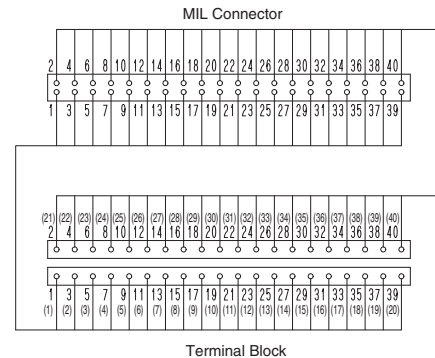 MIL Connector
2 4 6 8 10 12 14 16 18 20 22 24 26 28 30 32 34 36 38 40
1 3 5 7 9 11 13 15 17 19 21 23 25 27 29 31 33 35 37 39
(21) (22) (23) (24) (25) (26) (27) (28) (29) (30) (31) (32) (33) (34) (35) (36) (37) (38) (39) (40)
2 4 6 8 10 12 14 16 18 20 22 24 26 28 30 32 34 36 38 40
1 3 5 7 9 11 13 15 17 19 21 23 25 27 29 31 33 35 37 39
(1) (2) (3) (4) (5) (6) (7) (8) (9) (10) (11) (12) (13) (14) (15) (16) (17) (18) (19) (20)
Terminal Block